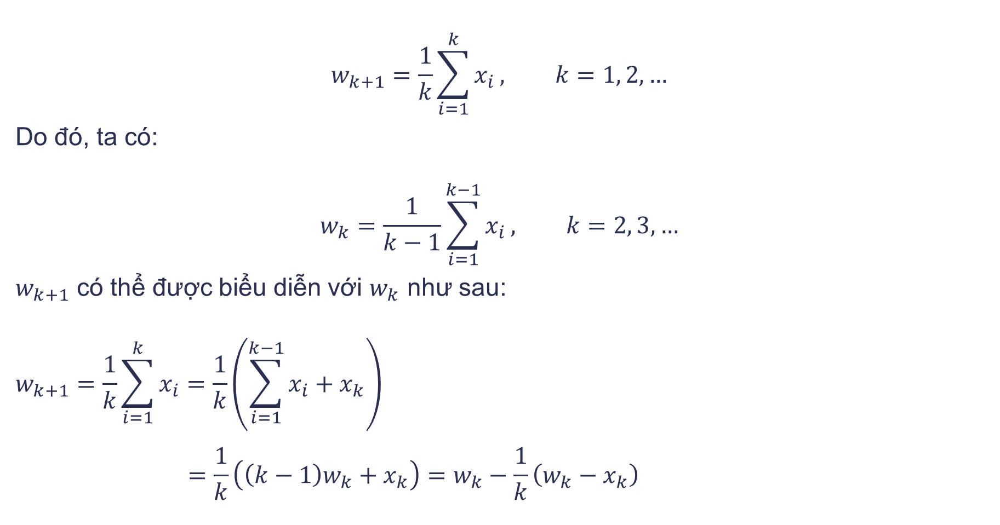 $w_{k+1} = \frac{1}{k} \sum_{i=1}^{k} x_i , \qquad k = 1, 2, \ldots$
Do đó, ta có:
$w_k = \frac{1}{k-1} \sum_{i=1}^{k-1} x_i , \qquad k = 2, 3, \ldots$
$w_{k+1}$ có thể được biểu diễn với $w_k$ như sau:
$w_{k+1} = \frac{1}{k} \sum_{i=1}^{k} x_i = \frac{1}{k} \left( \sum_{i=1}^{k-1} x_i + x_k \right)$
$= \frac{1}{k} \left( (k-1) w_k + x_k \right) = w_k - \frac{1}{k} (w_k - x_k)$